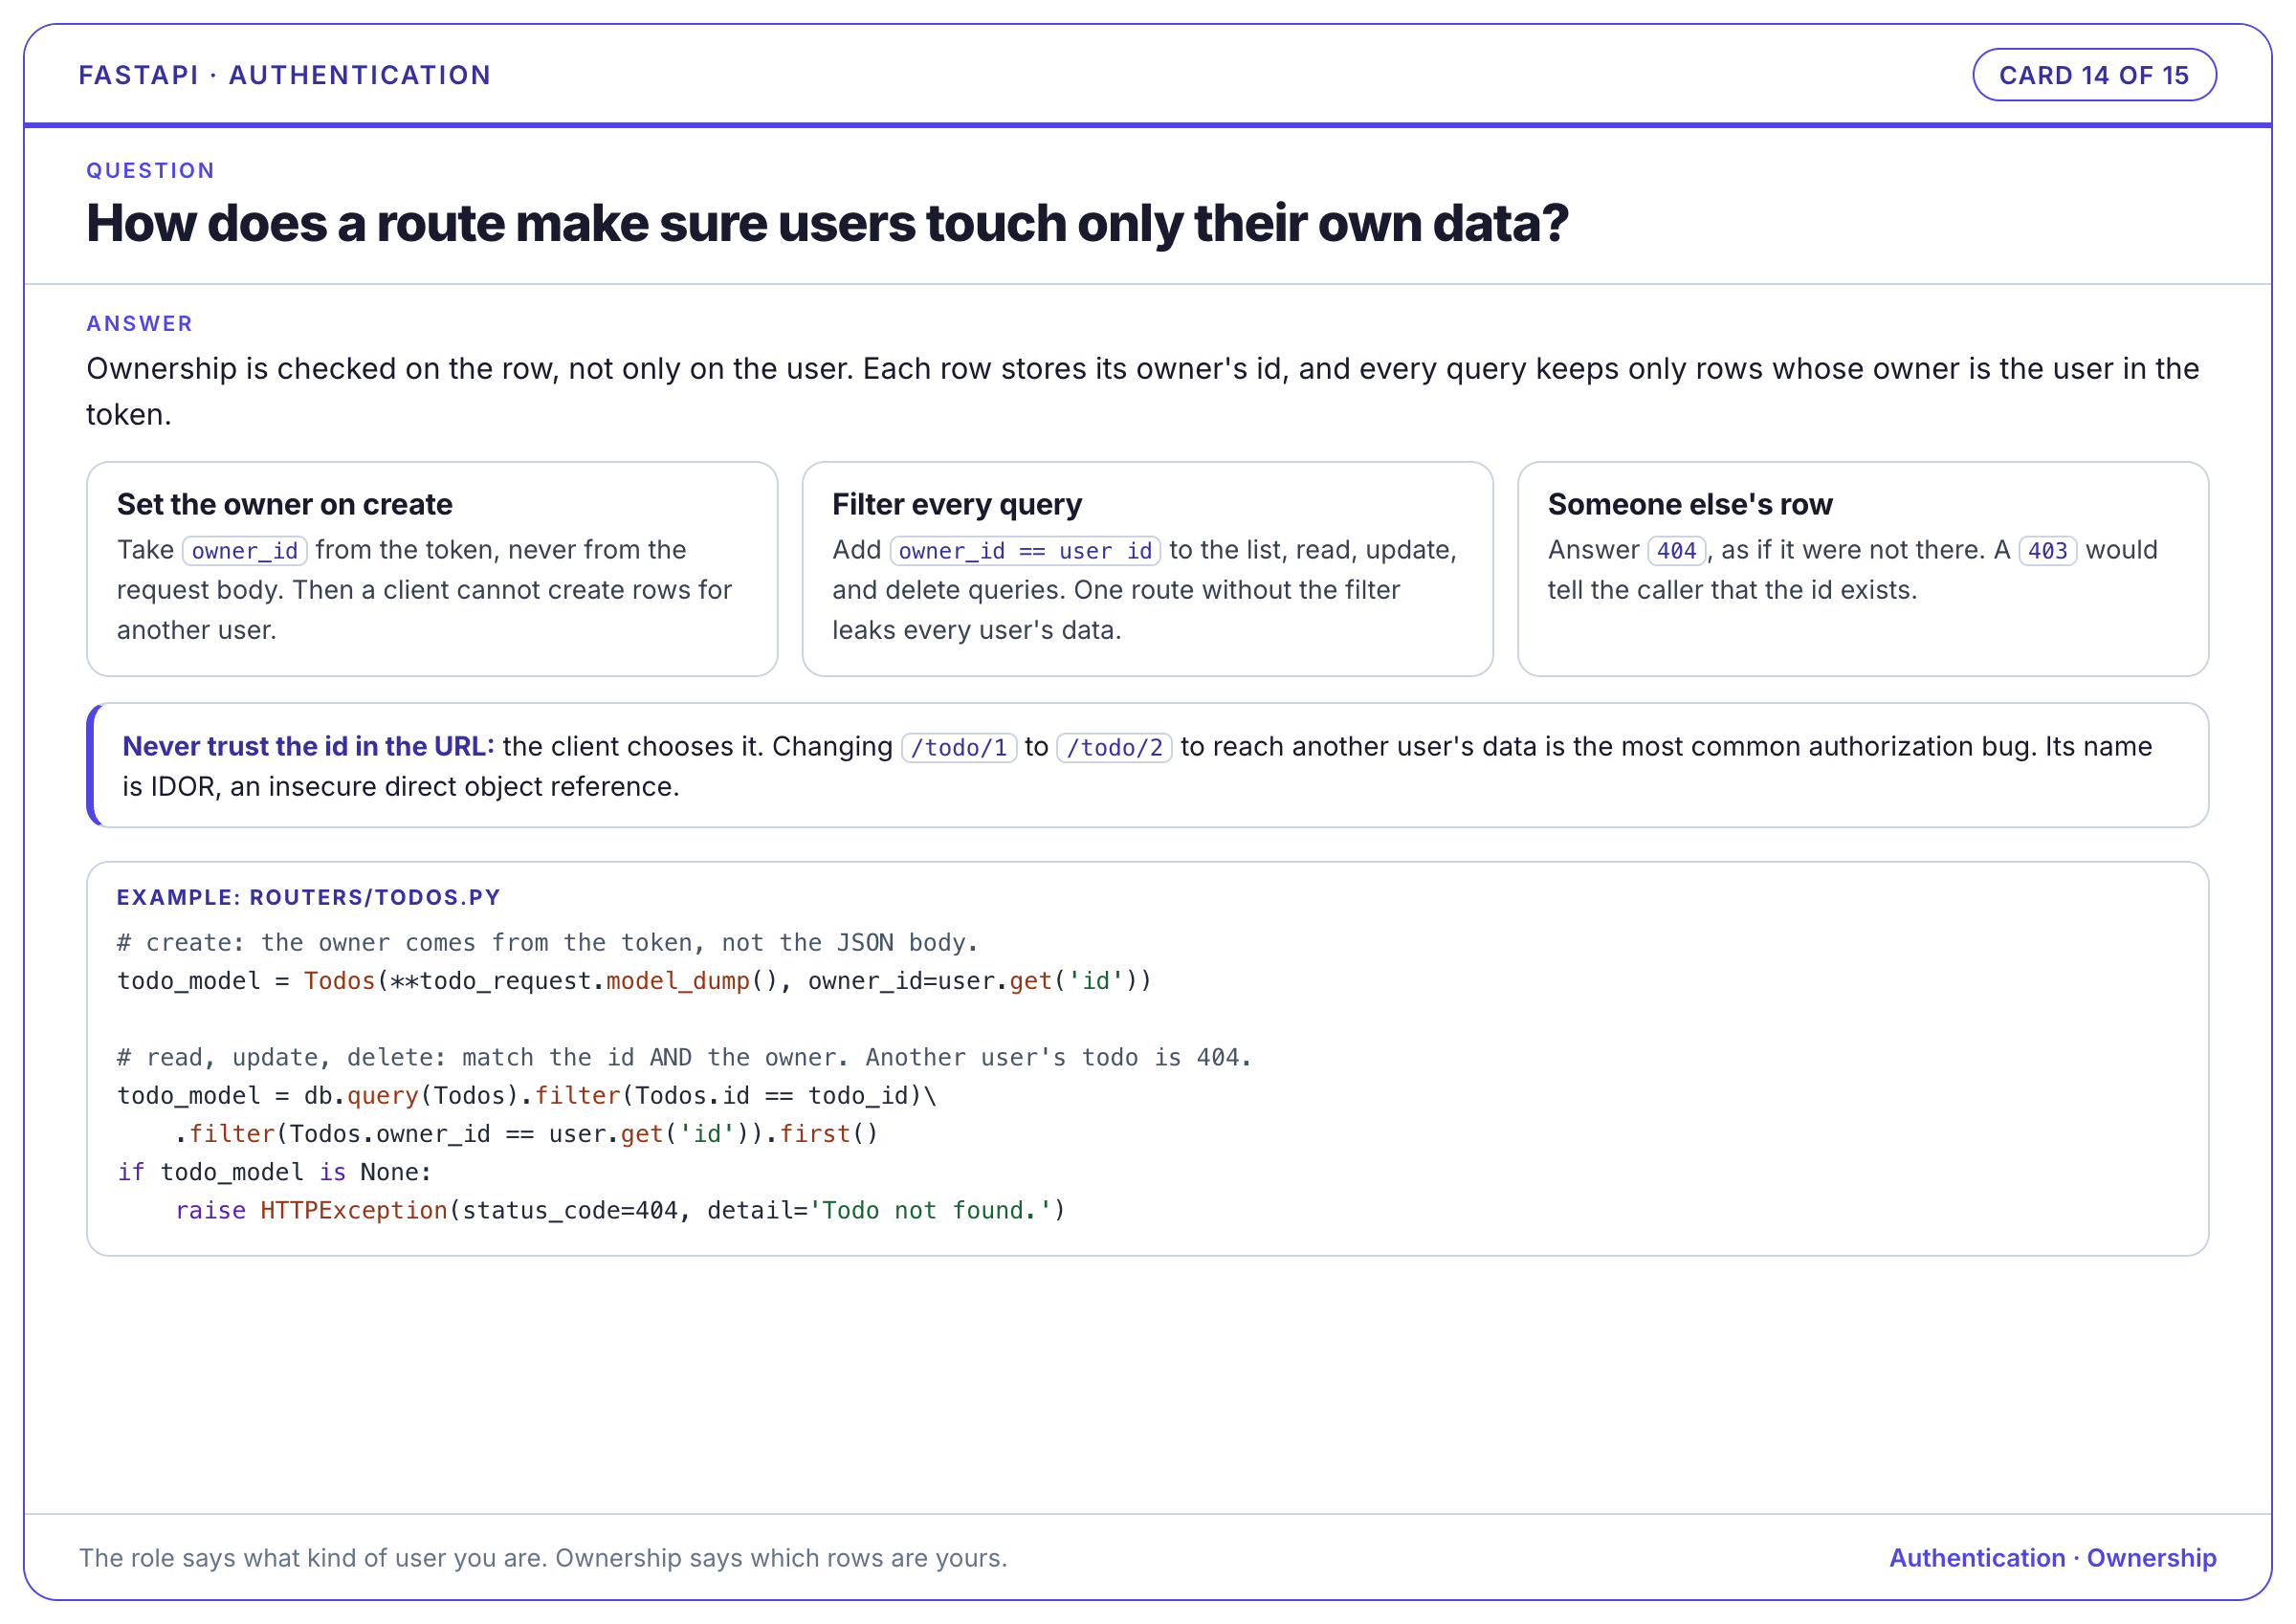 FASTAPI · AUTHENTICATION
CARD 14 OF 15
QUESTION
How does a route make sure users touch only their own data?
ANSWER
Ownership is checked on the row, not only on the user. Each row stores its owner's id, and every query keeps only rows whose owner is the user in the
token.
Set the owner on create
Take owner_id from the token, never from the
request body. Then a client cannot create rows for
another user.
Filter every query
Add owner_id == user id to the list, read, update,
and delete queries. One route without the filter
leaks every user's data.
Someone else's row
Answer 404, as if it were not there. A 403 would
tell the caller that the id exists.
Never trust the id in the URL: the client chooses it. Changing /todo/1 to /todo/2 to reach another user's data is the most common authorization bug. Its name
is IDOR, an insecure direct object reference.
EXAMPLE: ROUTERS/TODOS.PY
# create: the owner comes from the token, not the JSON body.
todo_model = Todos(**todo_request.model_dump(), owner_id=user.get('id'))
# read, update, delete: match the id AND the owner. Another user's todo is 404.
todo_model = db.query(Todos).filter(Todos.id == todo_id)\
    .filter(Todos.owner_id == user.get('id')).first()
if todo_model is None:
    raise HTTPException(status_code=404, detail='Todo not found.')
The role says what kind of user you are. Ownership says which rows are yours.
Authentication · Ownership